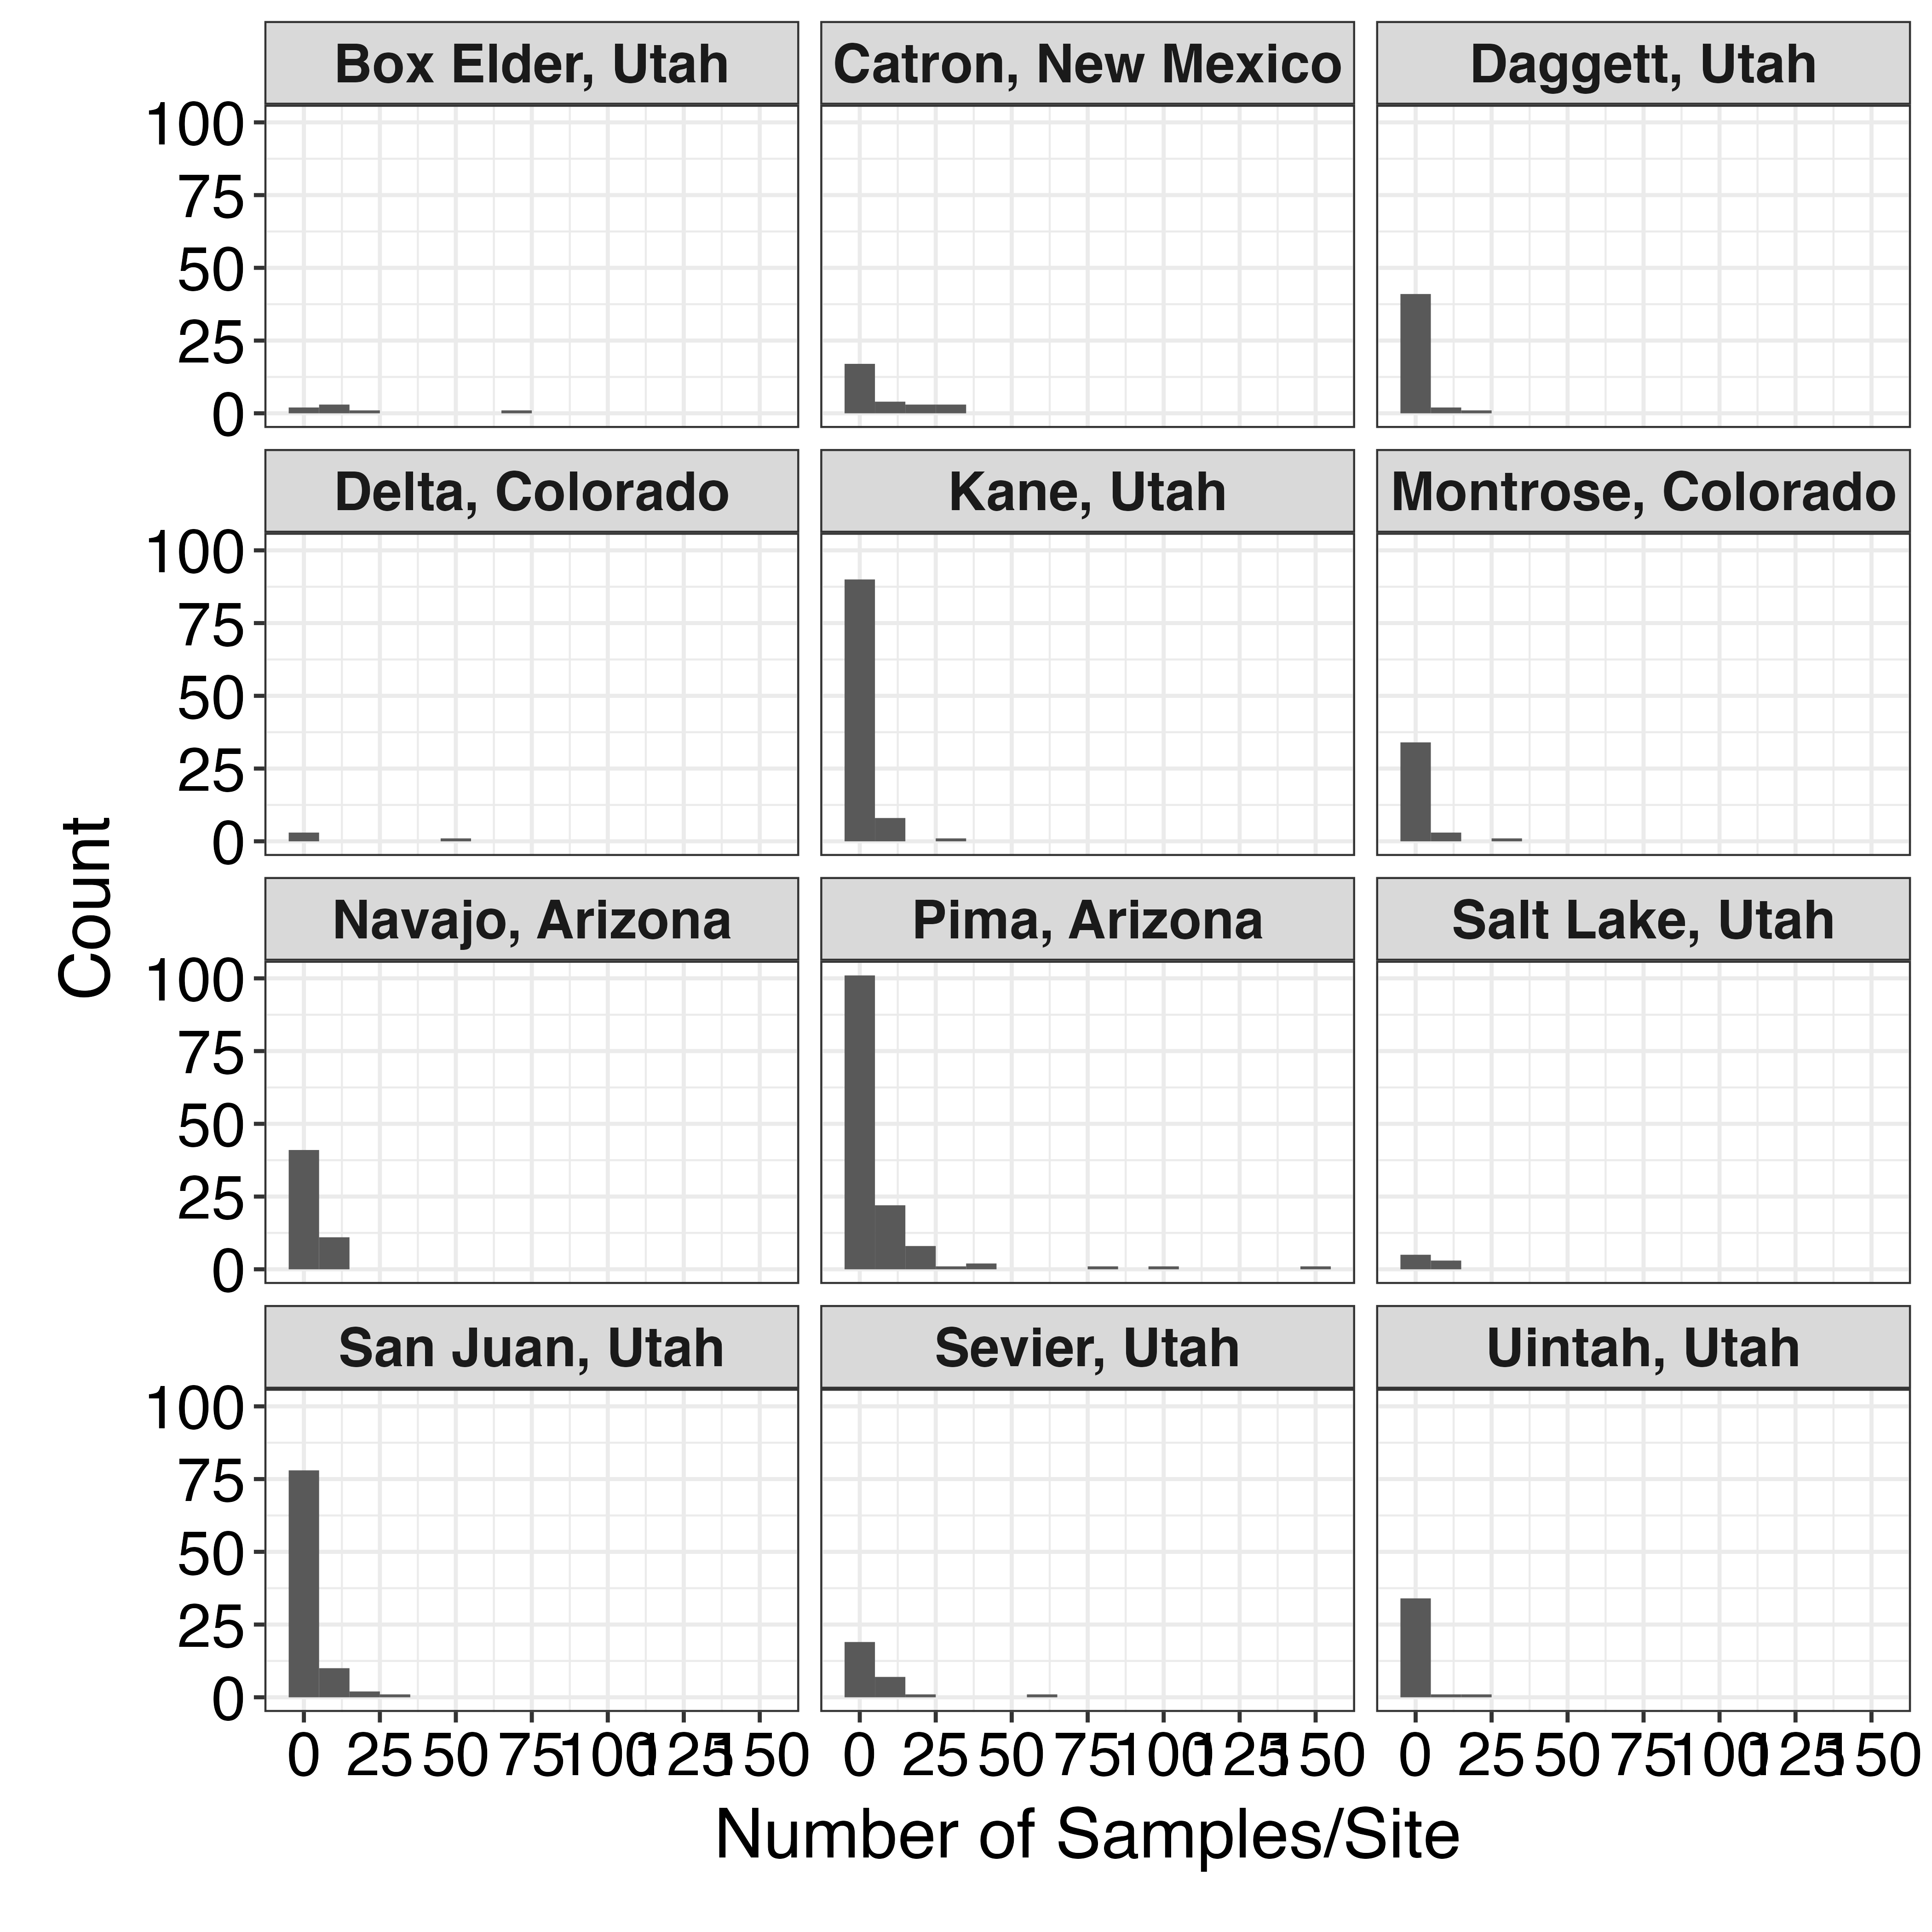 Box Elder, Utah Catron, New Mexico Daggett, Utah
100
75
50
25
0
Delta, Colorado Kane, Utah Montrose, Colorado
100
75
50
25
0
Navajo, Arizona Pima, Arizona Salt Lake, Utah
100
75
50
25
0
San Juan, Utah Sevier, Utah Uintah, Utah
100
75
50
25
0
Count
0 25 50 75 100 125 150 0 25 50 75 100 125 150 0 25 50 75 100 125 150
Number of Samples/Site